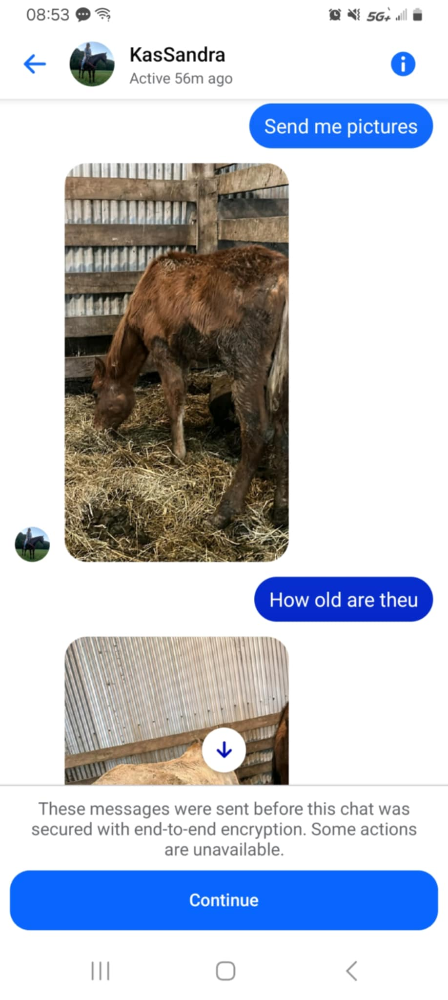 08:53
5G+
KasSandra
Active 56m ago
Send me pictures
How old are theu
These messages were sent before this chat was
secured with end-to-end encryption. Some actions
are unavailable.
Continue